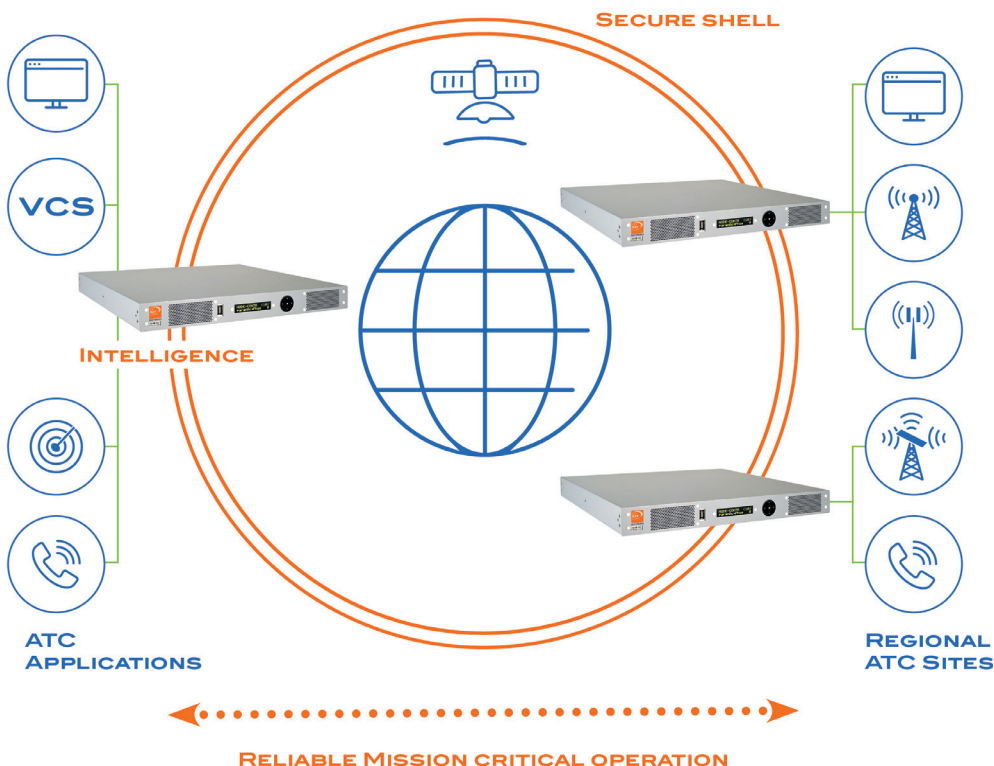 SECURE SHELL
VCS
INTELLIGENCE
ATC
APPLICATIONS
REGIONAL
ATC SITES
RELIABLE MISSION CRITICAL OPERATION